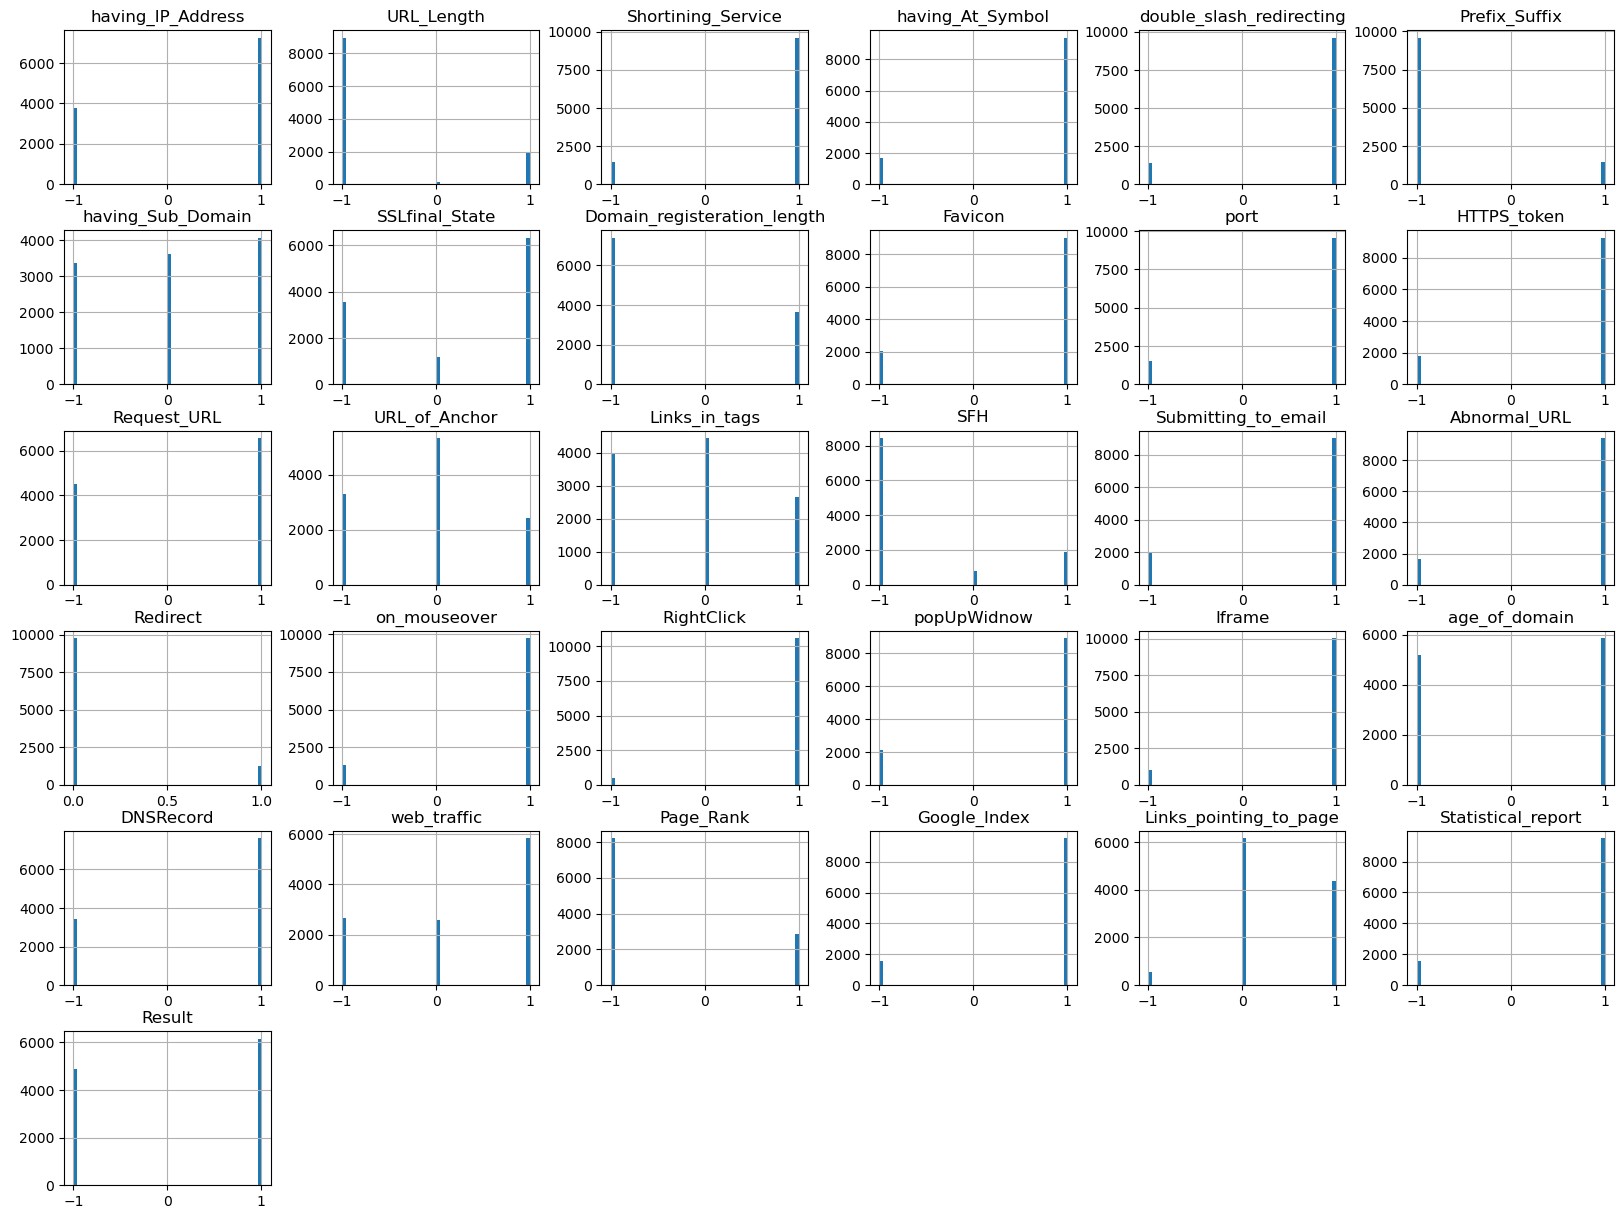 having_IP_Address
6000
4000
2000
0
−1 0 1
URL_Length
8000
6000
4000
2000
0
−1 0 1
Shortining_Service
10000
7500
5000
2500
0
−1 0 1
having_At_Symbol
8000
6000
4000
2000
0
−1 0 1
double_slash_redirecting
10000
7500
5000
2500
0
−1 0 1
Prefix_Suffix
10000
8000
6000
4000
2000
0
−1 0 1
having_Sub_Domain
4000
3000
2000
1000
0
−1 0 1
SSLfinal_State
6000
4000
2000
0
−1 0 1
Domain_registeration_length
6000
4000
2000
0
−1 0 1
Favicon
8000
6000
4000
2000
0
−1 0 1
port
10000
7500
5000
2500
0
−1 0 1
HTTPS_token
8000
6000
4000
2000
0
−1 0 1
Request_URL
6000
4000
2000
0
−1 0 1
URL_of_Anchor
4000
2000
0
−1 0 1
Links_in_tags
4000
3000
2000
1000
0
−1 0 1
SFH
8000
6000
4000
2000
0
−1 0 1
Submitting_to_email
8000
6000
4000
2000
0
−1 0 1
Abnormal_URL
8000
6000
4000
2000
0
−1 0 1
Redirect
10000
7500
5000
2500
0
0.0 0.5 1.0
on_mouseover
10000
8000
6000
4000
2000
0
−1 0 1
RightClick
10000
7500
5000
2500
0
−1 0 1
popUpWidnow
8000
6000
4000
2000
0
−1 0 1
Iframe
10000
7500
5000
2500
0
−1 0 1
age_of_domain
6000
4000
2000
0
−1 0 1
DNSRecord
6000
4000
2000
0
−1 0 1
web_traffic
6000
4000
2000
0
−1 0 1
Page_Rank
8000
6000
4000
2000
0
−1 0 1
Google_Index
8000
6000
4000
2000
0
−1 0 1
Links_pointing_to_page
6000
4000
2000
0
−1 0 1
Statistical_report
8000
6000
4000
2000
0
−1 0 1
Result
6000
4000
2000
0
−1 0 1